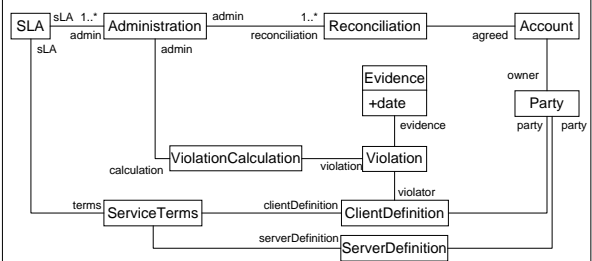 sLA 1..* admin 1..*
SLA Administration Reconciliation Account
admin reconciliation agreed
sLA admin
owner
Evidence
+date
Party
party party
evidence
ViolationCalculation Violation
calculation violation
violator
terms clientDefinition
ServiceTerms ClientDefinition
serverDefinition
ServerDefinition